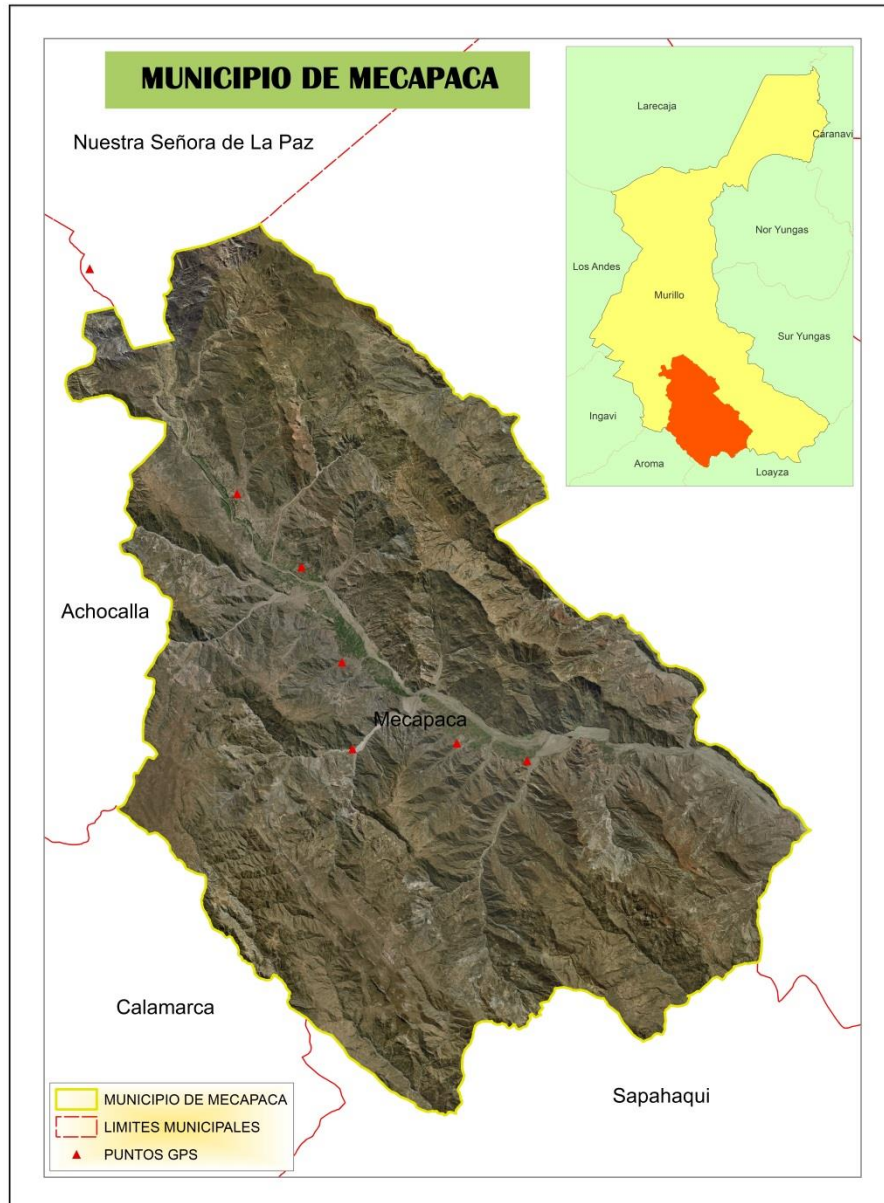 MUNICIPIO DE MECAPACA
Nuestra Señora de La Paz
Larecaja
Caranavi
Nor Yungas
Los Andes
Murillo
Sur Yungas
Ingavi
Aroma
Loayza
Achocalla
Mecapaca
Calamarca
Sapahaqui
MUNICIPIO DE MECAPACA
LIMITES MUNICIPALES
PUNTOS GPS